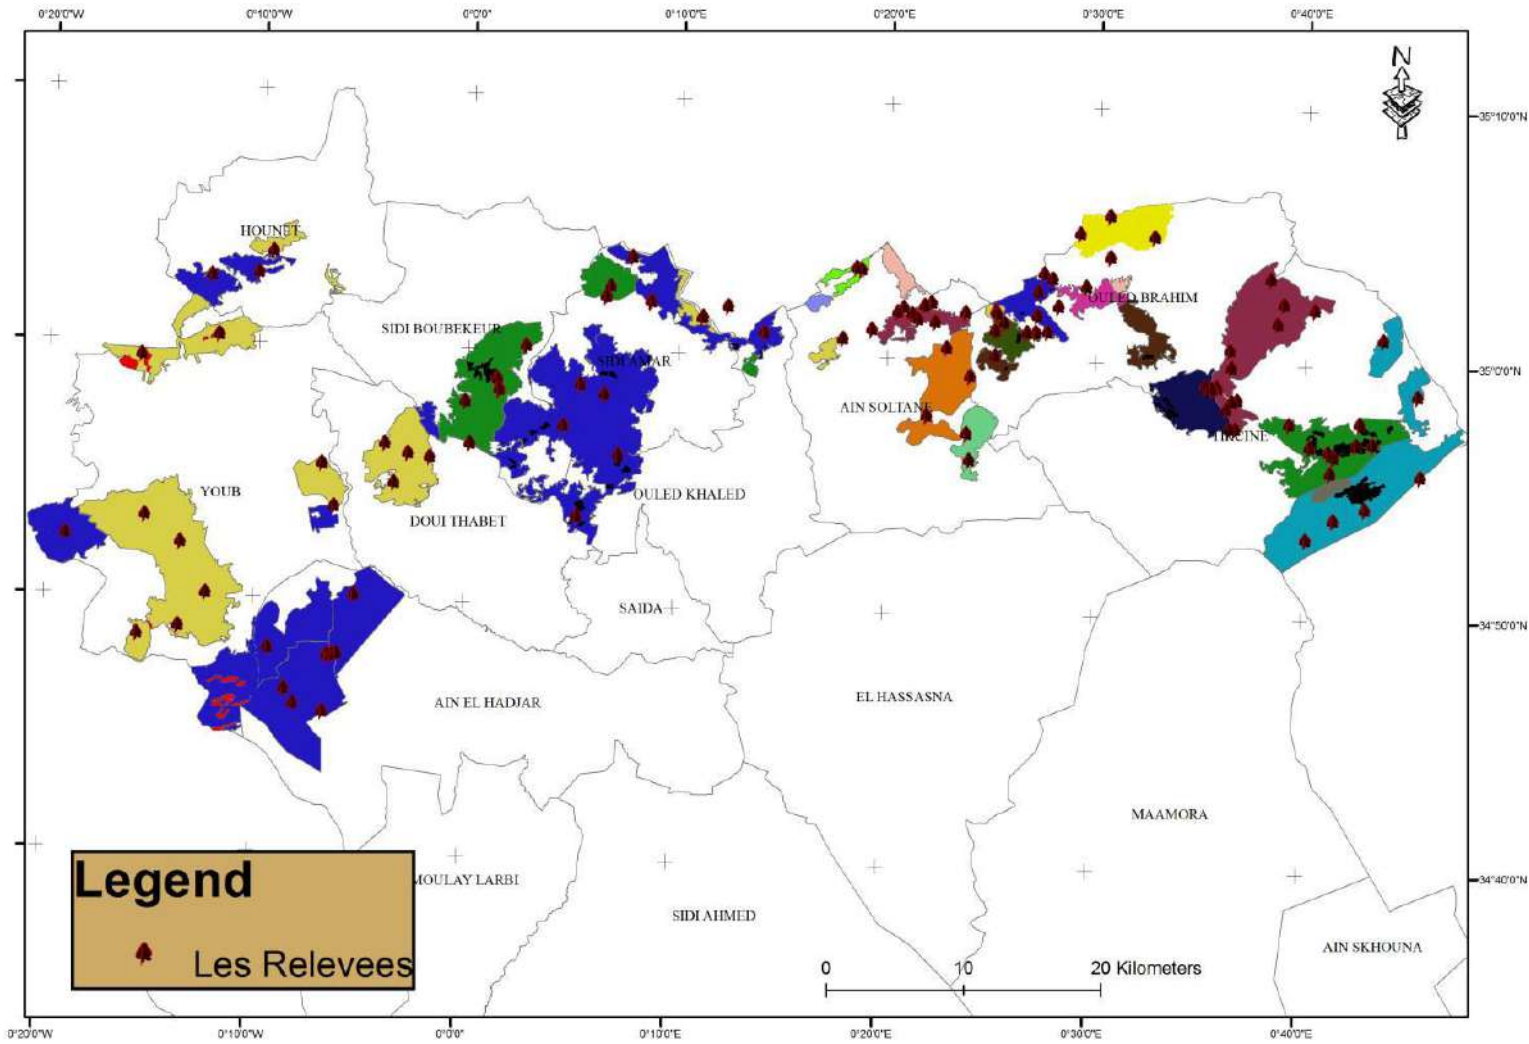 0°20'0"W 0°10'0"W 0°0'0" 0°10'0"E 0°20'0"E 0°30'0"E 0°40'0"E
N
35°10'0"N
HOUNET
OULED BRAHIM
SIDI BOUBEKEUR
SIDI AMAR
35°0'0"N
AIN SOLTANE
TIRCINE
YOUB
OULED KHALED
DOUI THABET
SAIDA
34°50'0"N
EL HASSASNA
AIN EL HADJAR
MAAMORA
Legend
MOULAY LARBI
34°40'0"N
SIDI AHMED
AIN SKHOUNA
Les Relevees
0 10 20 Kilometers
0°20'0"W 0°10'0"W 0°0'0" 0°10'0"E 0°20'0"E 0°30'0"E 0°40'0"E